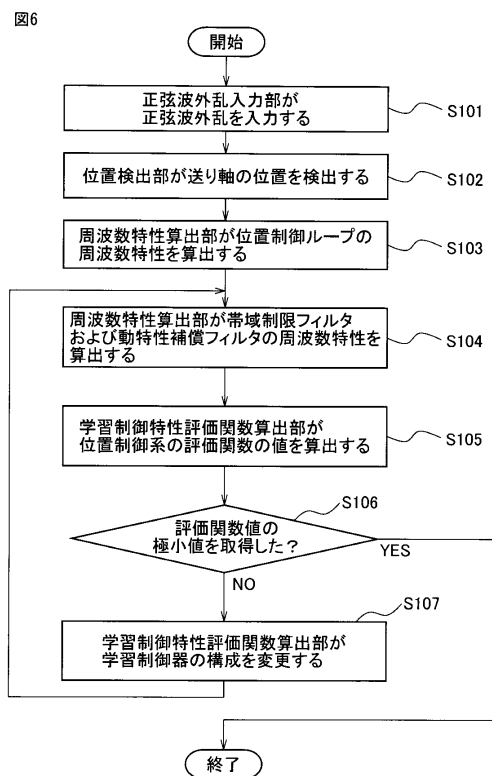 図6
開始
正弦波外乱入力部が
正弦波外乱を入力する
S101
位置検出部が送り軸の位置を検出する
S102
周波数特性算出部が位置制御ループの
周波数特性を算出する
S103
周波数特性算出部が帯域制限フィルタ
および動特性補償フィルタの周波数特性を
算出する
S104
学習制御特性評価関数算出部が
位置制御系の評価関数の値を算出する
S105
S106
評価関数値の
極小値を取得した？
YES
NO
S107
学習制御特性評価関数算出部が
学習制御器の構成を変更する
終了